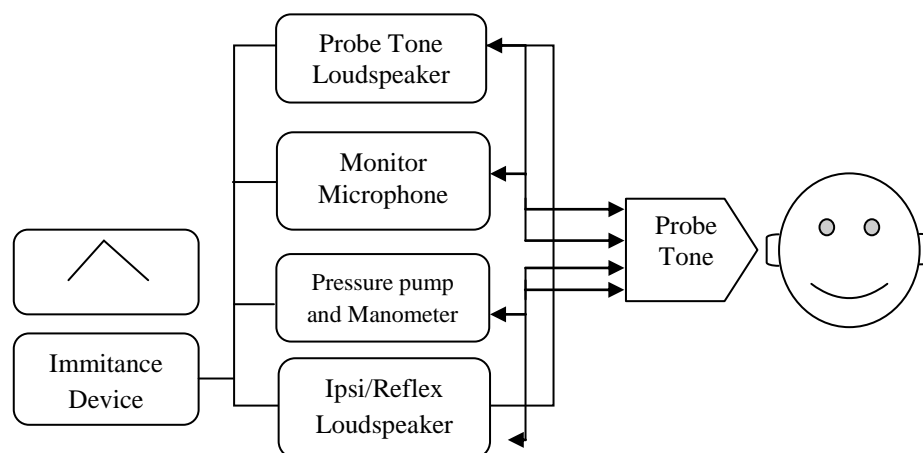 Probe Tone
Loudspeaker
Monitor
Microphone
Pressure pump
and Manometer
Ipsi/Reflex
Loudspeaker
Immitance
Device
Probe
Tone